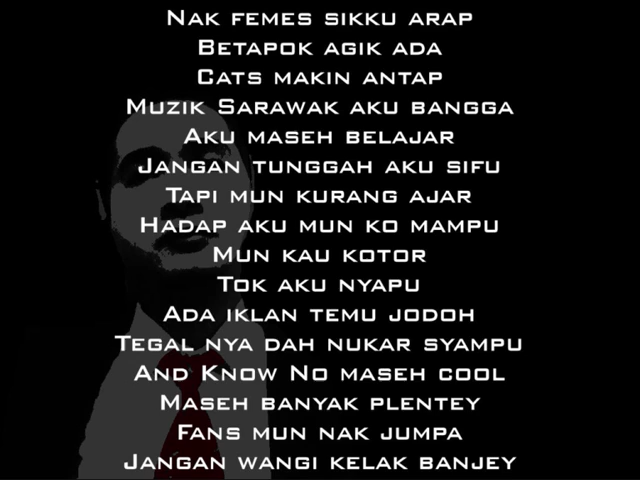 Nak femes sikku arap
Betapok agik ada
Cats makin antap
Muzik Sarawak aku bangga
Aku maseh belajar
Jangan tunggah aku sifu
Tapi mun kurang ajar
Hadap aku mun ko mampu
Mun kau kotor
Tok aku nyapu
Ada iklan temu jodoh
Tegal nya dah nukar syampu
And Know No maseh cool
Maseh banyak plentey
Fans mun nak jumpa
Jangan wangi kelak banjey